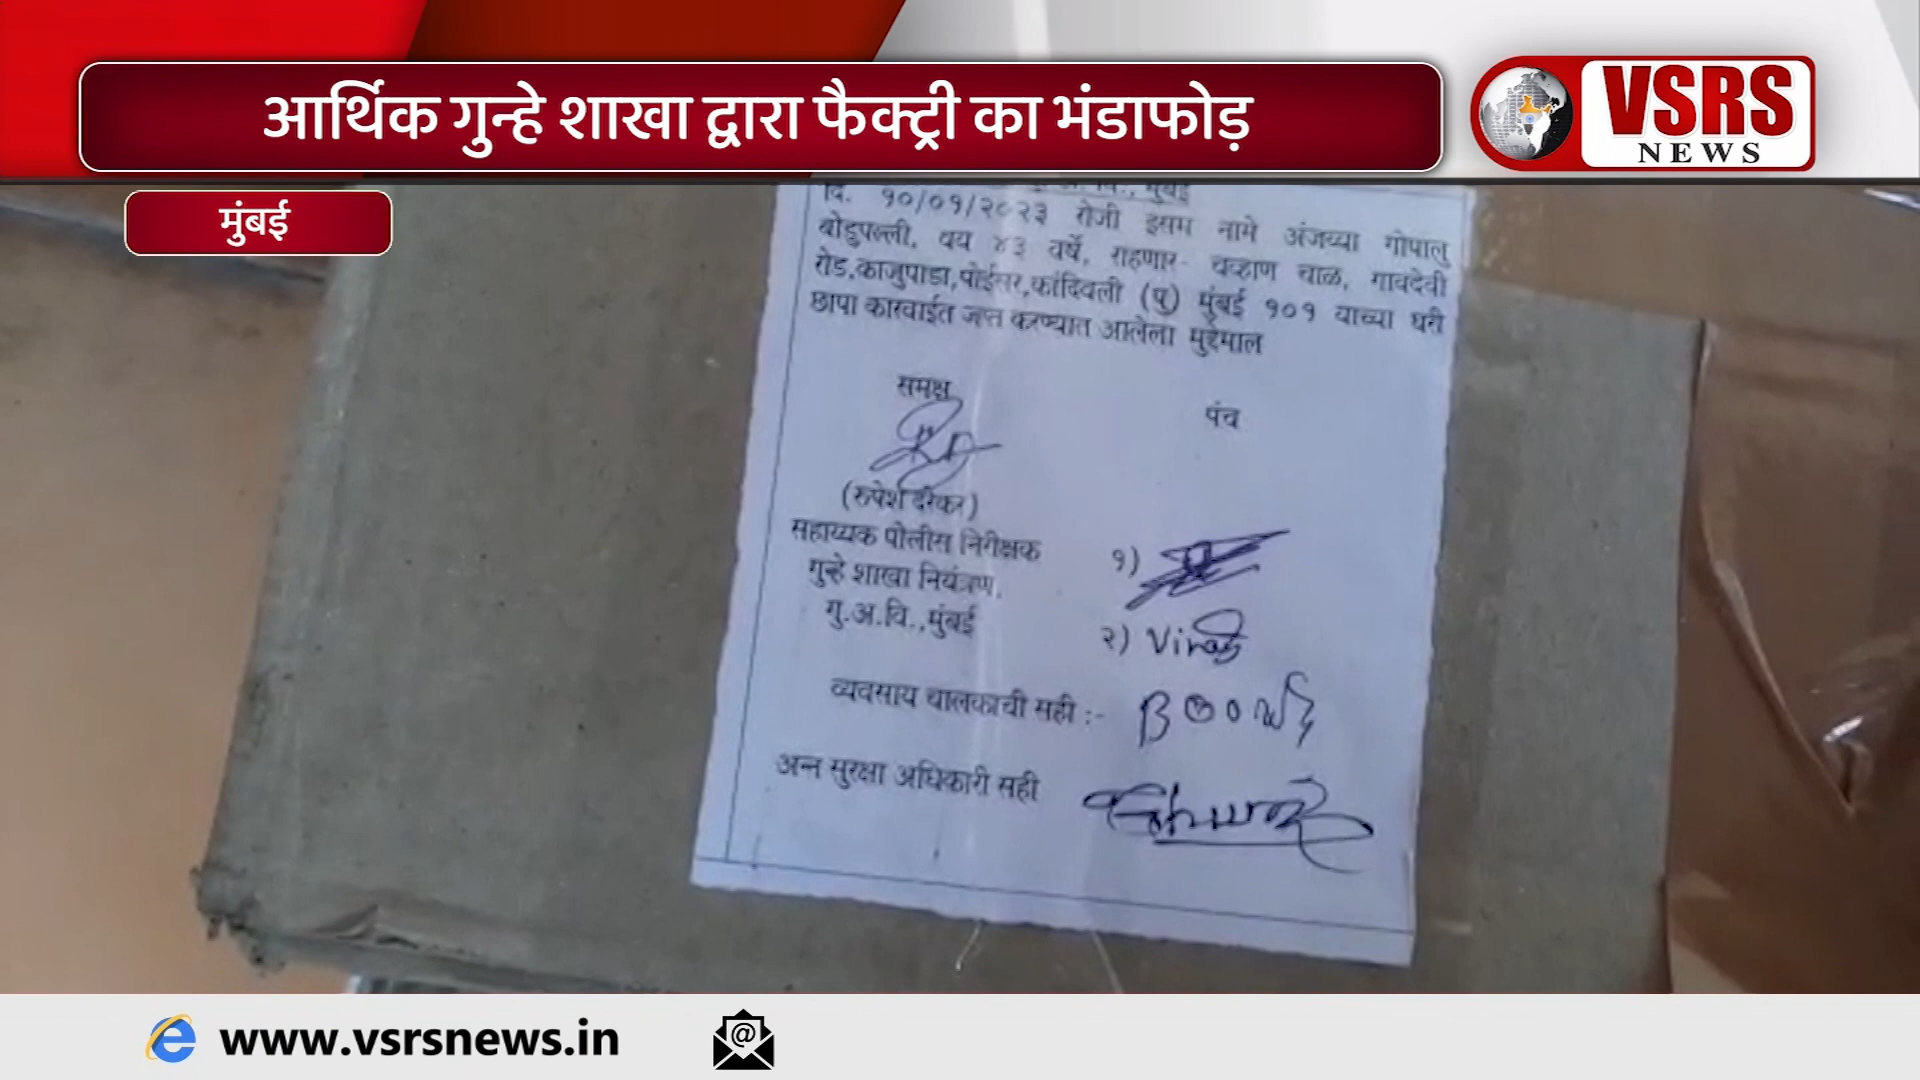 आर्थिक गुन्हे शाखा द्वारा फैक्ट्री का भंडाफोड़
VSRS
NEWS
मुंबई
वि., मुंबई
दि. १०/०१/२०२३ रोजी इसम नामे अंजय्या गोपालु
बोडुपल्ली, वय ४३ वर्षे, राहणार- चव्हाण चाळ, गावदेवी
रोड,काजुपाडा,पोईसर,कांदिवली (पु) मुंबई १०१ याच्या घरी
छापा कारवाईत जप्त करण्यात आलेला मुद्देमाल
समक्ष
पंच
(रुपेश दरेकर)
सहाय्यक पोलीस निरीक्षक
गुन्हे शाखा नियंत्रण,
गु.अ.वि.,मुंबई
१)
२)
व्यवसाय चालकाची सही :-
अन्न सुरक्षा अधिकारी सही
www.vsrsnews.in